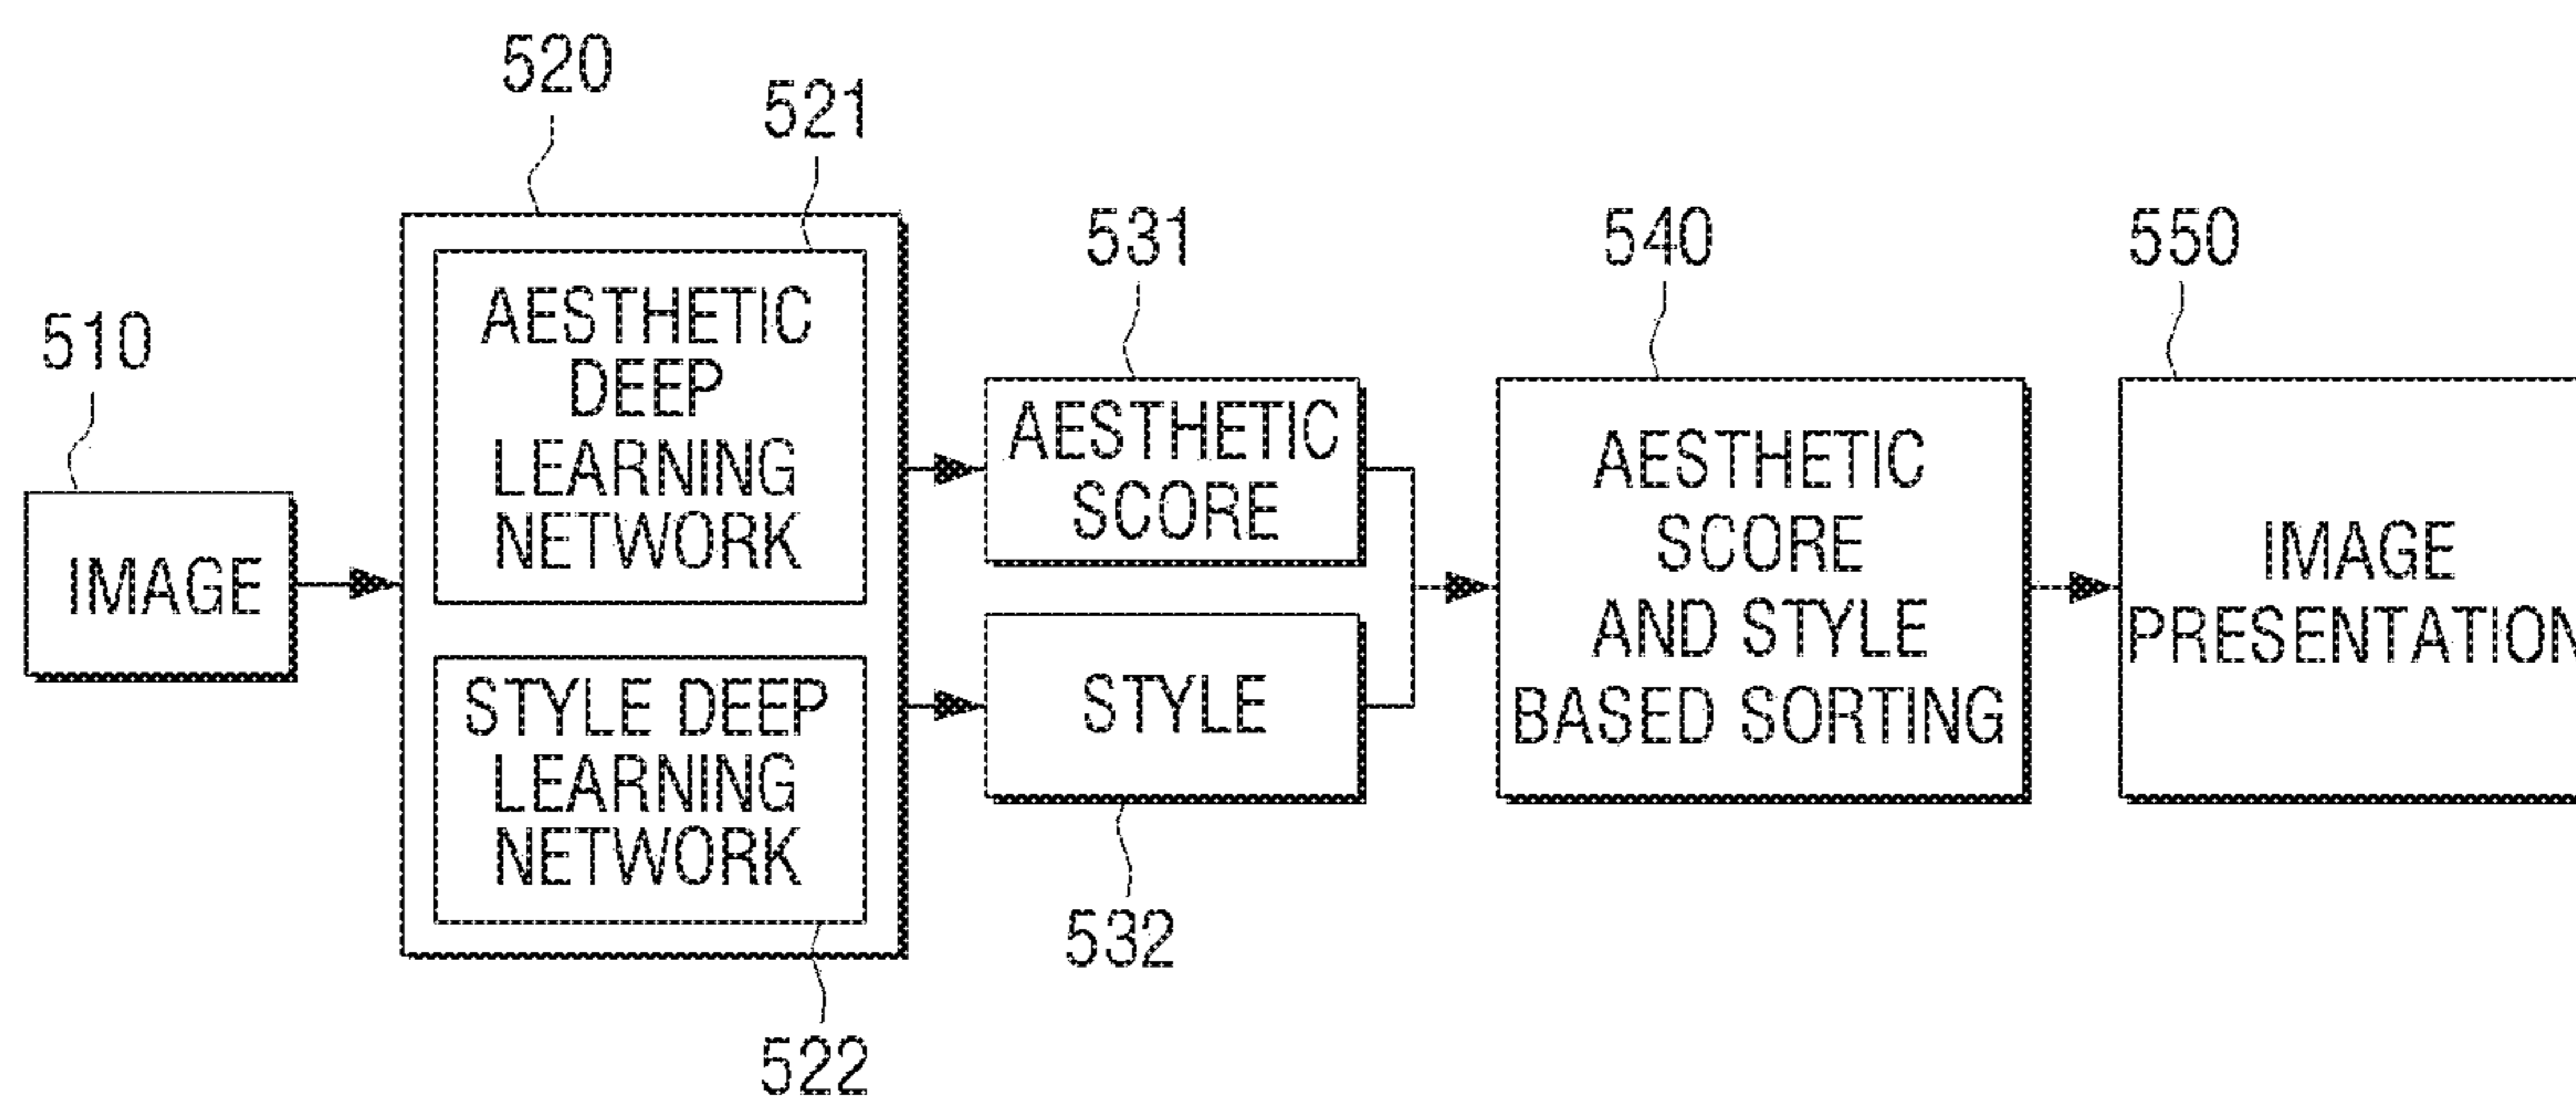 520
521
531
540
550
510
AESTHETIC
DEEP
LEARNING
NETWORK
AESTHETIC
SCORE
AESTHETIC
SCORE
AND STYLE
BASED SORTING
IMAGE
PRESENTATION
IMAGE
STYLE DEEP
LEARNING
NETWORK
STYLE
532
522